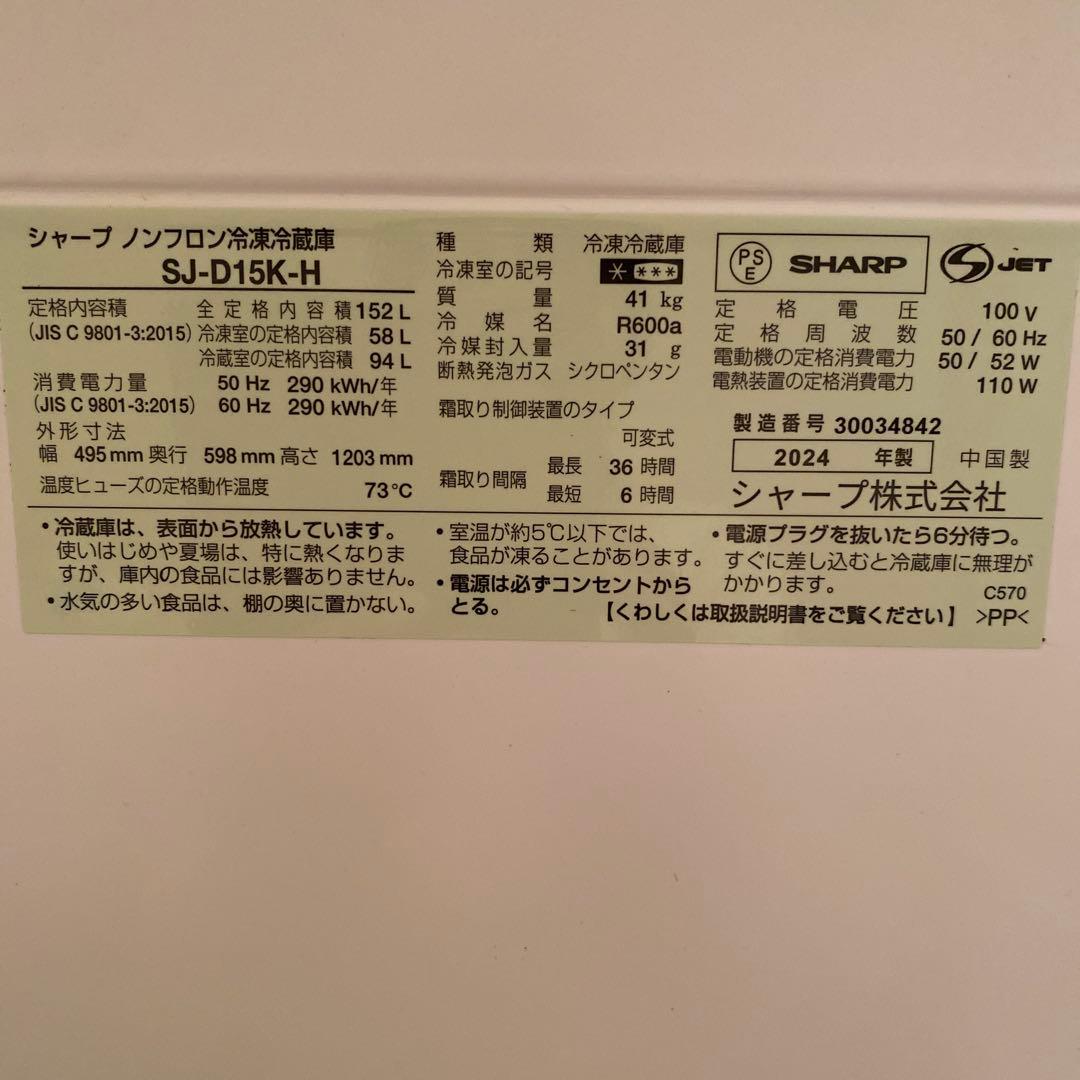 シャープ ノンフロン冷凍冷蔵庫
SJ-D15K-H
定格内容積 全定格内容積 152 L
(JIS C 9801-3:2015) 冷凍室の定格内容積 58 L
冷蔵室の定格内容積 94 L
消費電力量 50 Hz 290 kWh/年
(JIS C 9801-3:2015) 60 Hz 290 kWh/年
外形寸法
幅 495 mm 奥行 598 mm 高さ 1203 mm
温度ヒューズの定格動作温度 73℃
種類 冷凍冷蔵庫
冷凍室の記号 * ***
質量 41 kg
冷媒名 R600a
冷媒封入量 31 g
断熱発泡ガス シクロペンタン
霜取り制御装置のタイプ
可変式
霜取り間隔 最長 36 時間
最短 6 時間
PSE SHARP S JET
定格電圧 100 V
定格周波数 50 / 60 Hz
電動機の定格消費電力 50 / 52 W
電熱装置の定格消費電力 110 W
製造番号 30034842
2024 年製 中国製
シャープ株式会社
・冷蔵庫は、表面から放熱しています。
使いはじめや夏場は、特に熱くなりま
すが、庫内の食品には影響ありません。
・水気の多い食品は、棚の奥に置かない。
・室温が約5℃以下では、
食品が凍ることがあります。
・電源は必ずコンセントから
とる。
・電源プラグを抜いたら6分待つ。
すぐに差し込むと冷蔵庫に無理が
かかります。
C570
【くわしくは取扱説明書をご覧ください】 >PP<